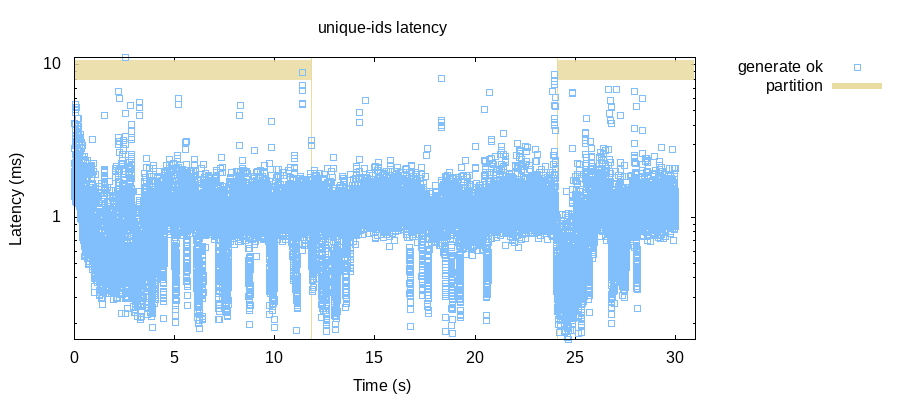 unique-ids latency
10
1
Latency (ms)
0 5 10 15 20 25 30
Time (s)
generate ok
partition